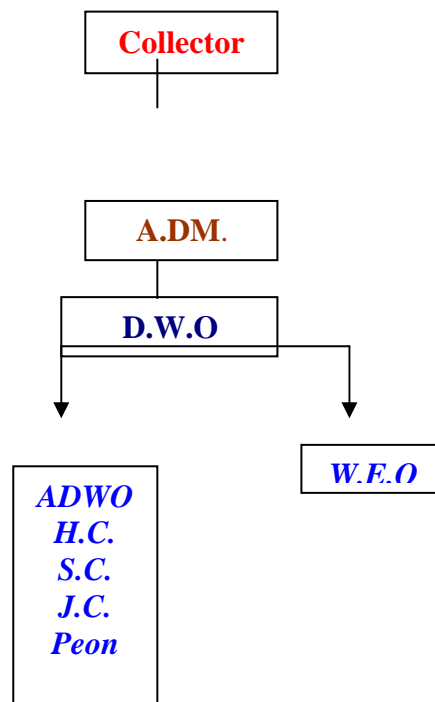 Collector
A.DM.
D.W.O
W.E.O
ADWO
H.C.
S.C.
J.C.
Peon